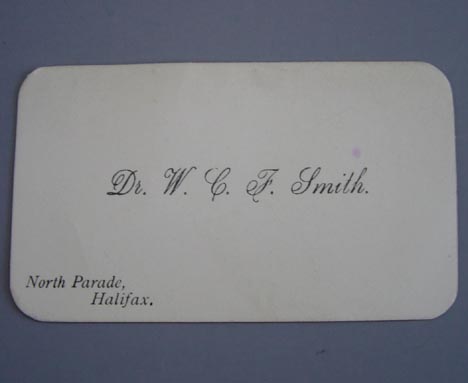 Dr. W. C. F. Smith.
North Parade,
Halifax.